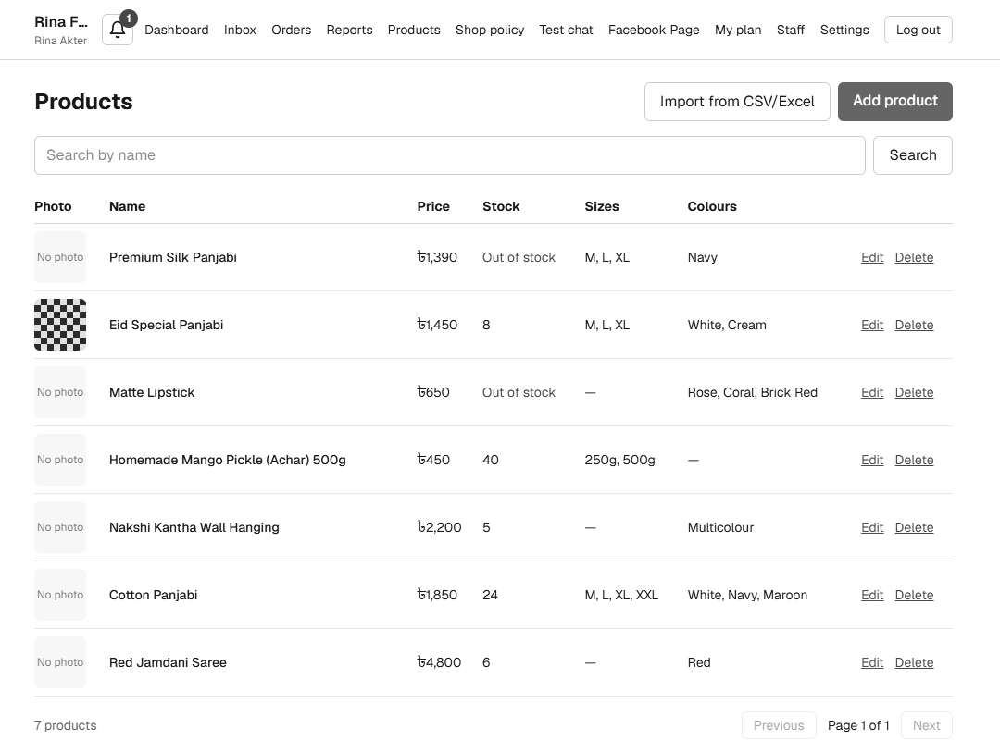 Rina F...
Rina Akter
1
Dashboard Inbox Orders Reports Products Shop policy Test chat Facebook Page My plan Staff Settings Log out
Products
Import from CSV/Excel Add product
Search by name Search
Photo Name Price Stock Sizes Colours
No photo Premium Silk Panjabi ৳1,390 Out of stock M, L, XL Navy Edit Delete
Eid Special Panjabi ৳1,450 8 M, L, XL White, Cream Edit Delete
No photo Matte Lipstick ৳650 Out of stock — Rose, Coral, Brick Red Edit Delete
No photo Homemade Mango Pickle (Achar) 500g ৳450 40 250g, 500g — Edit Delete
No photo Nakshi Kantha Wall Hanging ৳2,200 5 — Multicolour Edit Delete
No photo Cotton Panjabi ৳1,850 24 M, L, XL, XXL White, Navy, Maroon Edit Delete
No photo Red Jamdani Saree ৳4,800 6 — Red Edit Delete
7 products Previous Page 1 of 1 Next